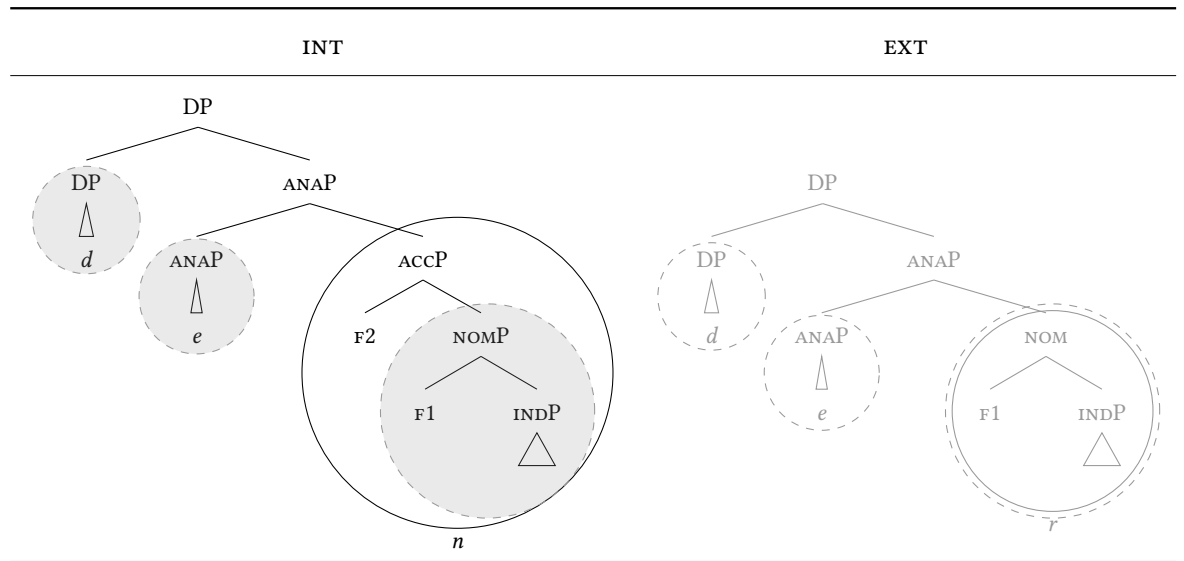 INT EXT
DP
DP ANAP DP
d ANAP ACCP DP ANAP
e F2 NOMP d ANAP NOM
F1 INDP e F1 INDP
n r